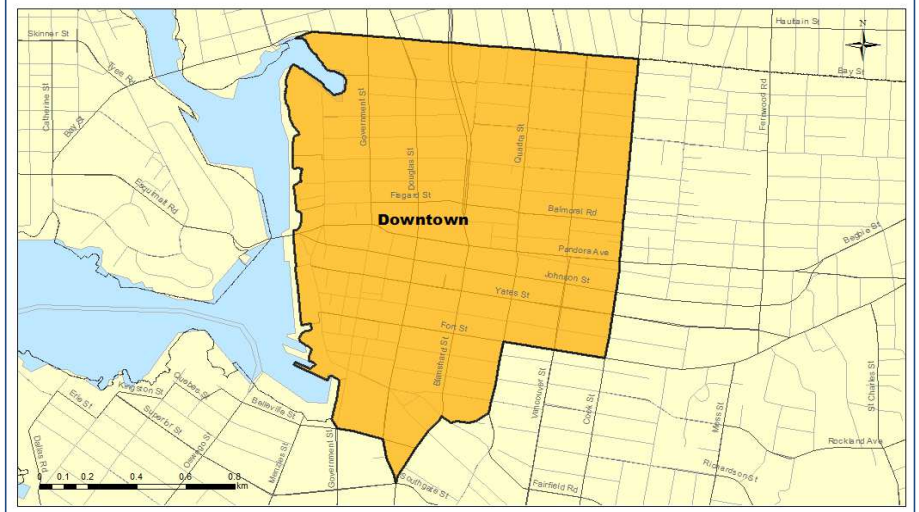 Haultain St
N
Skinner St
Tyee Rd
Bay St
Catherine St
Bay St
Fernwood Rd
Government St
Douglas St
Quadra St
Esquimalt Rd
Fisgard St
Balmoral Rd
Downtown
Begbie St
Pandora Ave
Johnson St
Yates St
Fort St
Blanshard St
Vancouver St
Cook St
St Charles St
Moss St
Quebec St
Kingston St
Erie St
Superior St
Belleville St
Oswego St
Menzies St
Government St
Dallas Rd
Rockland Ave
Richardson St
Southgate St
Fairfield Rd
0 0.1 0.2 0.4 0.6 0.8
km